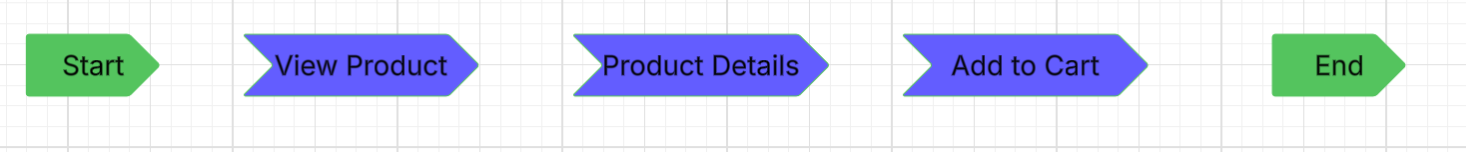 Start
View Product
Product Details
Add to Cart
End